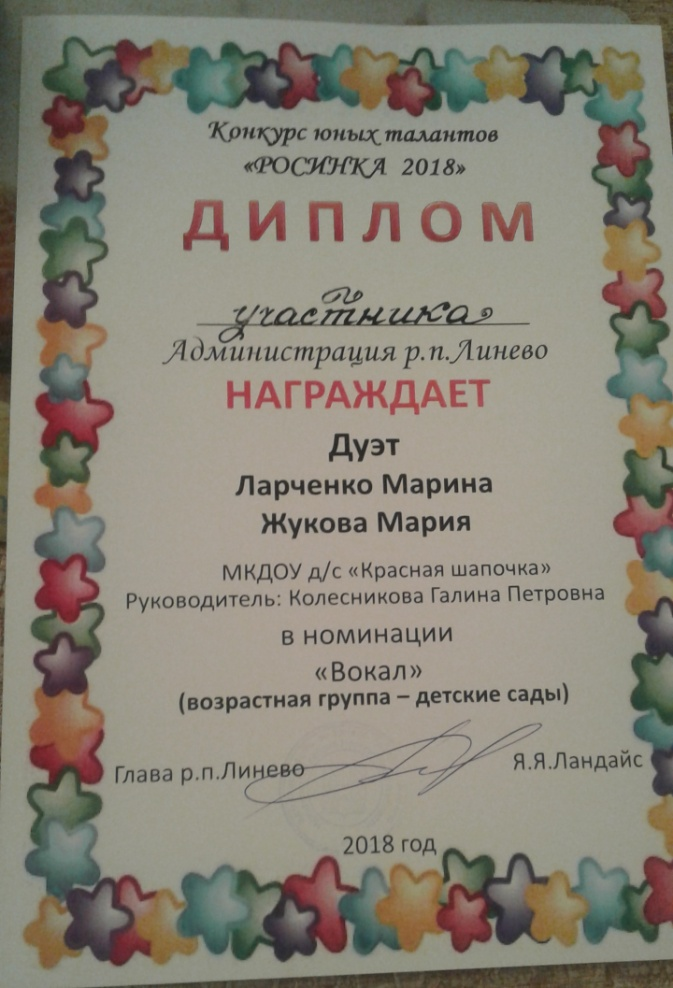 Конкурс юных талантов
«РОСИНКА 2018»
ДИПЛОМ
участника
Администрация р.п.Линево
НАГРАЖДАЕТ
Дуэт
Ларченко Марина
Жукова Мария
МКДОУ д/с «Красная шапочка»
Руководитель: Колесникова Галина Петровна
в номинации
«Вокал»
(возрастная группа – детские сады)
Глава р.п.Линево Я.Я.Ландайс
2018 год